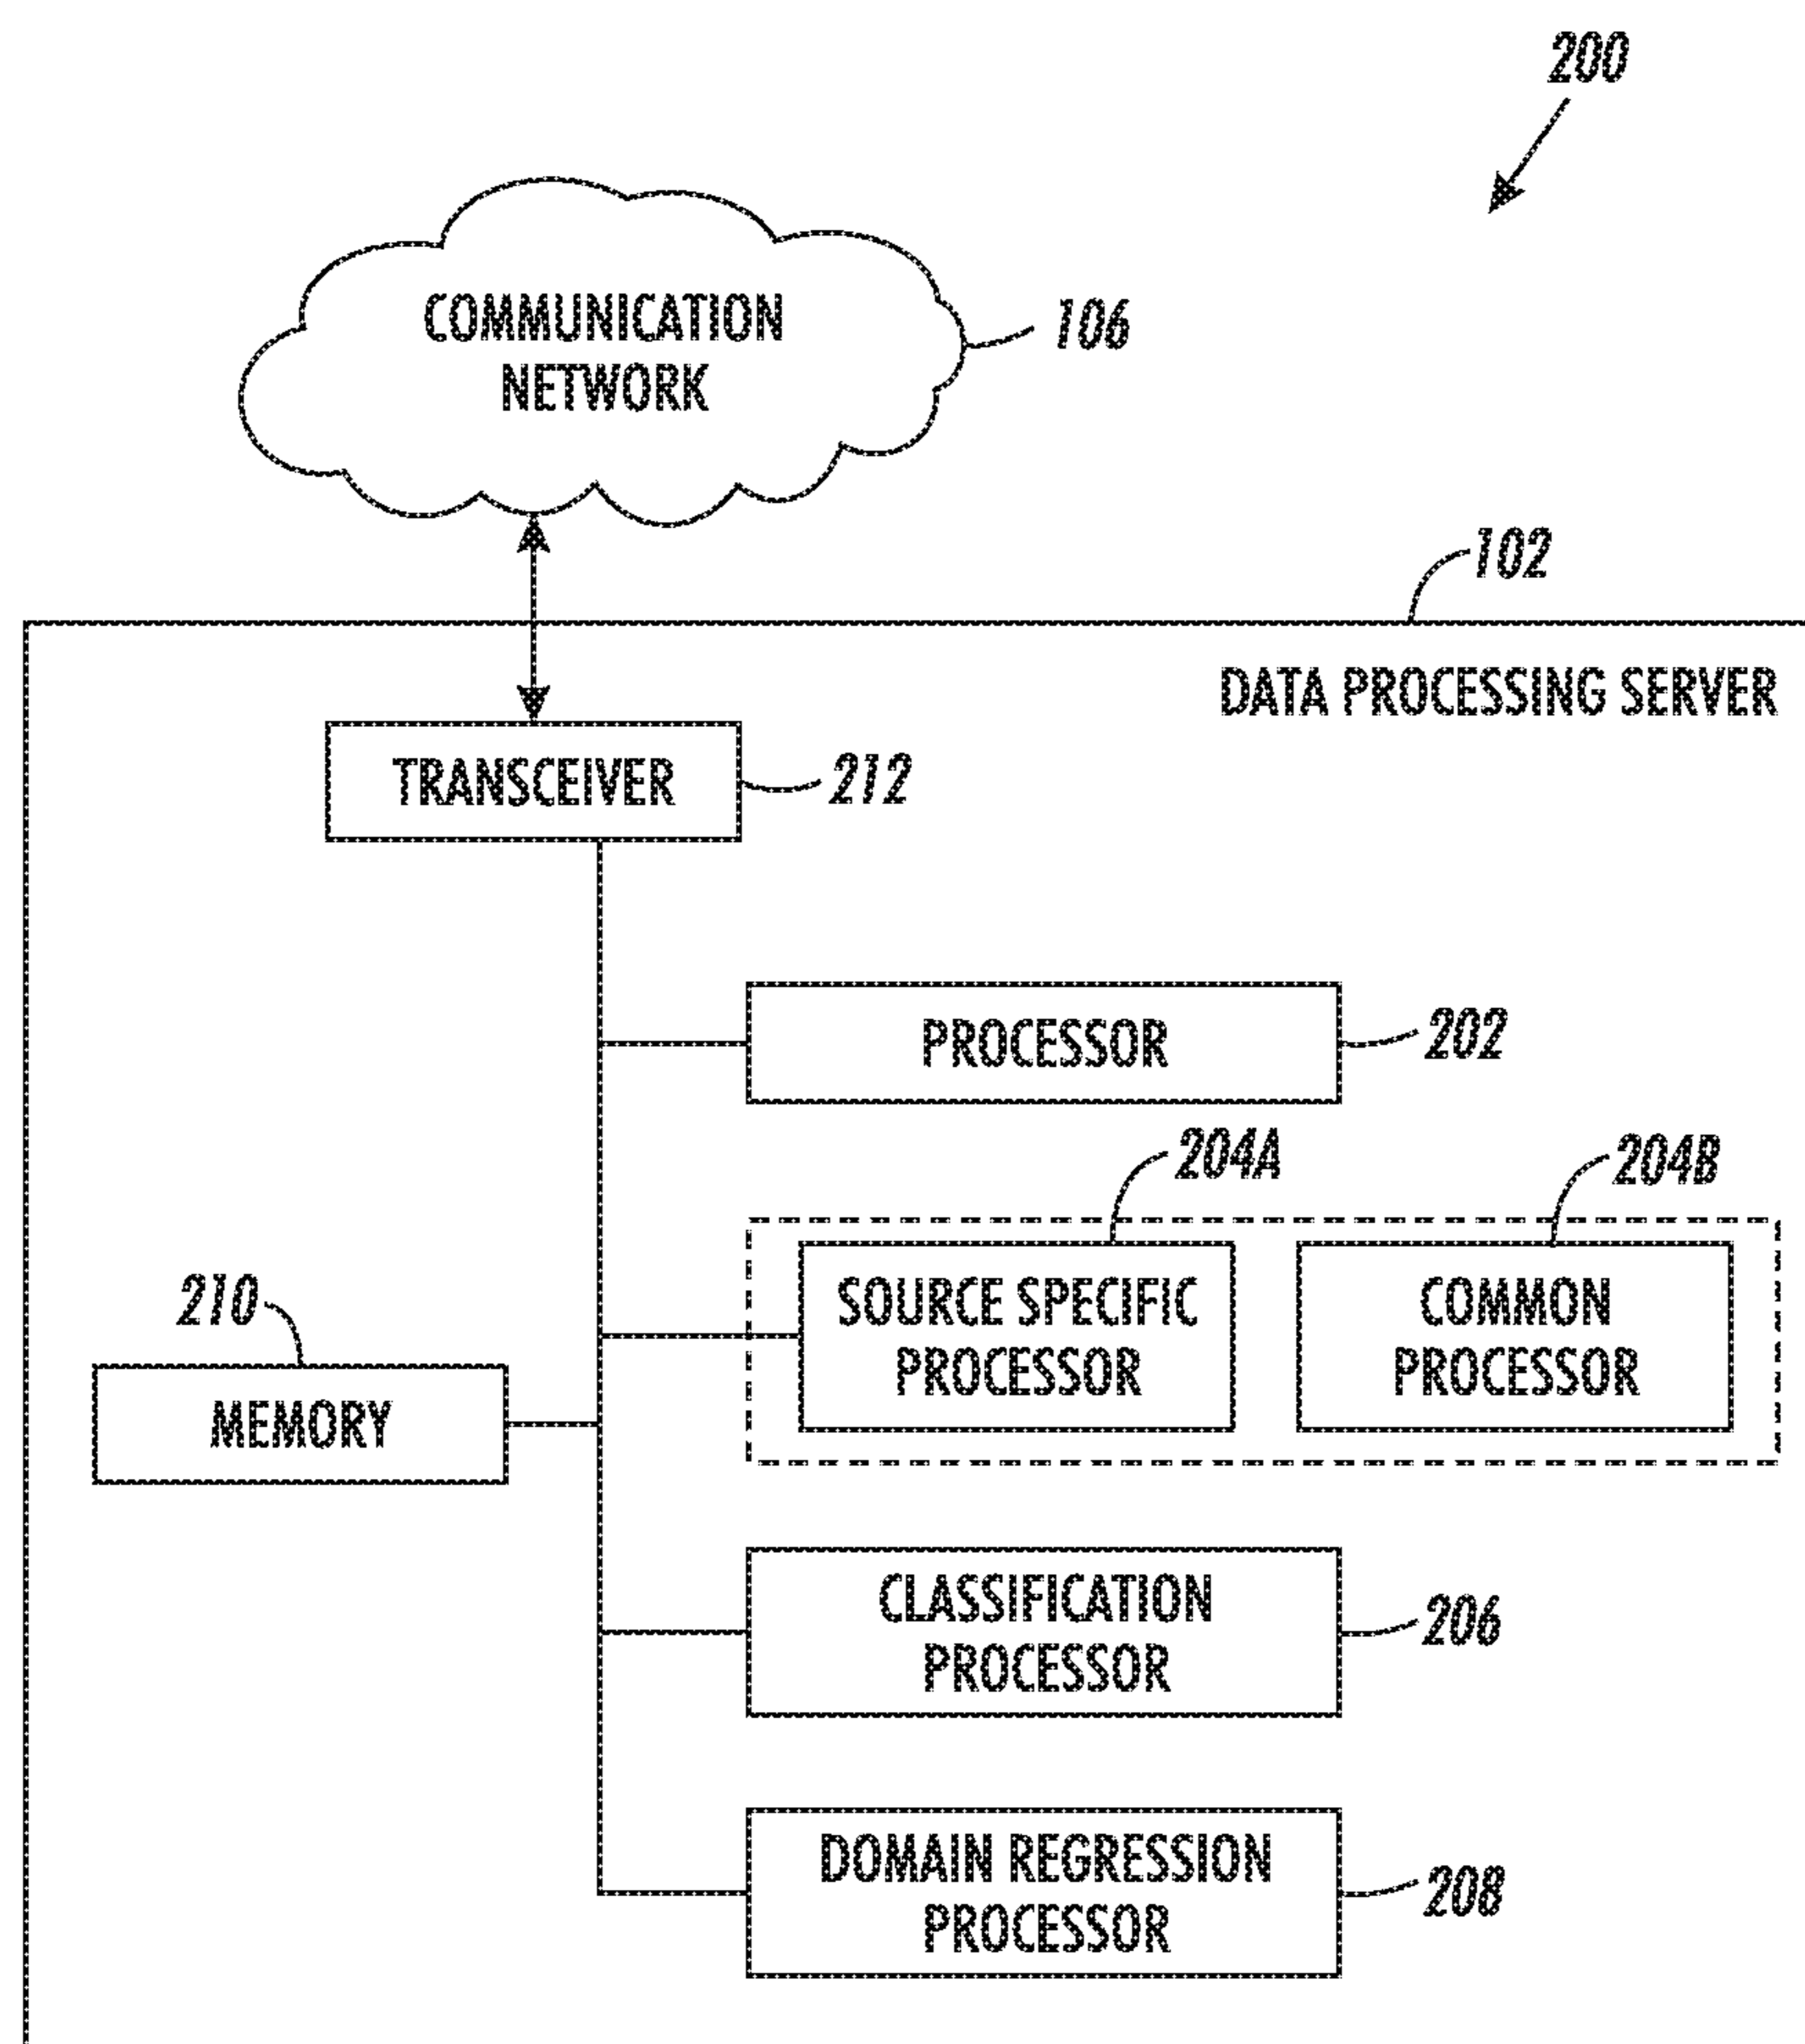 200
COMMUNICATION
NETWORK
106
102
DATA PROCESSING SERVER
TRANSCEIVER
212
PROCESSOR
202
204A
204B
SOURCE SPECIFIC
PROCESSOR
COMMON
PROCESSOR
210
MEMORY
CLASSIFICATION
PROCESSOR
206
DOMAIN REGRESSION
PROCESSOR
208